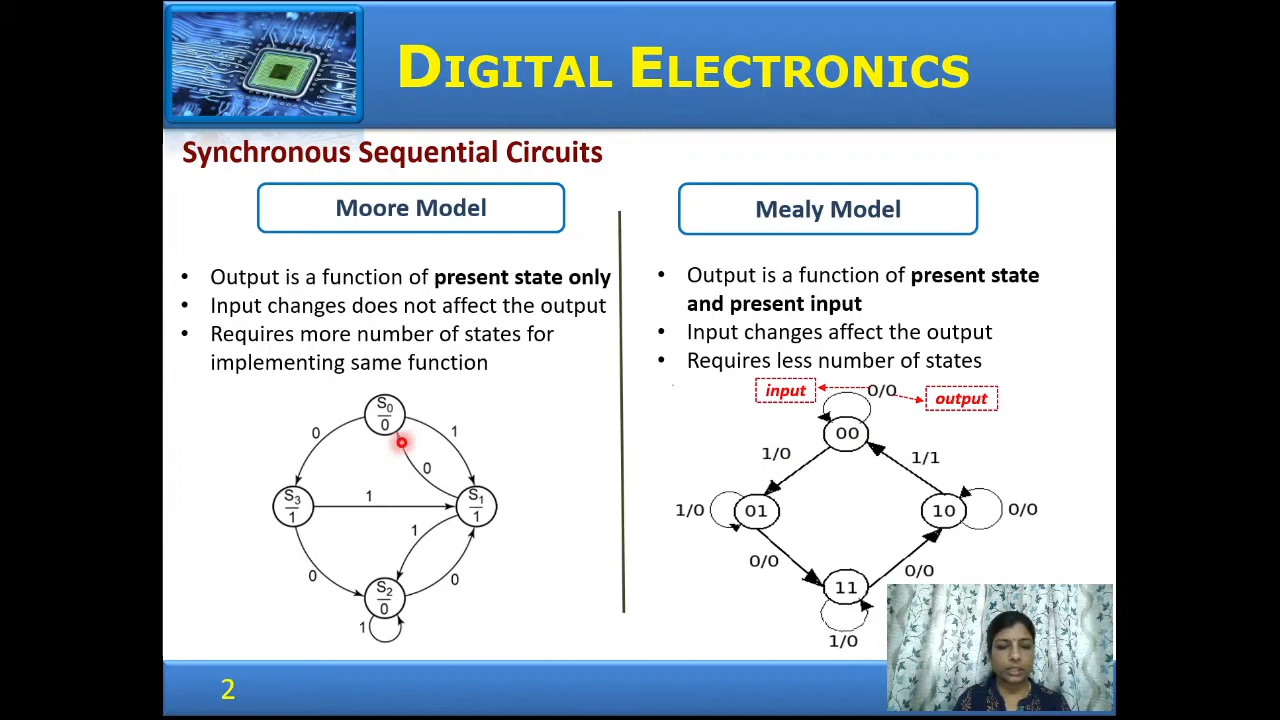 DIGITAL ELECTRONICS
Synchronous Sequential Circuits
Moore Model
• Output is a function of present state only
• Input changes does not affect the output
• Requires more number of states for
implementing same function
S0
0
0
1
0
S3
1
1
S1
1
1
0
0
S2
0
1
Mealy Model
• Output is a function of present state
and present input
• Input changes affect the output
• Requires less number of states
input
0/0
output
00
1/0
1/1
1/0
01
10
0/0
0/0
0/0
11
1/0
2